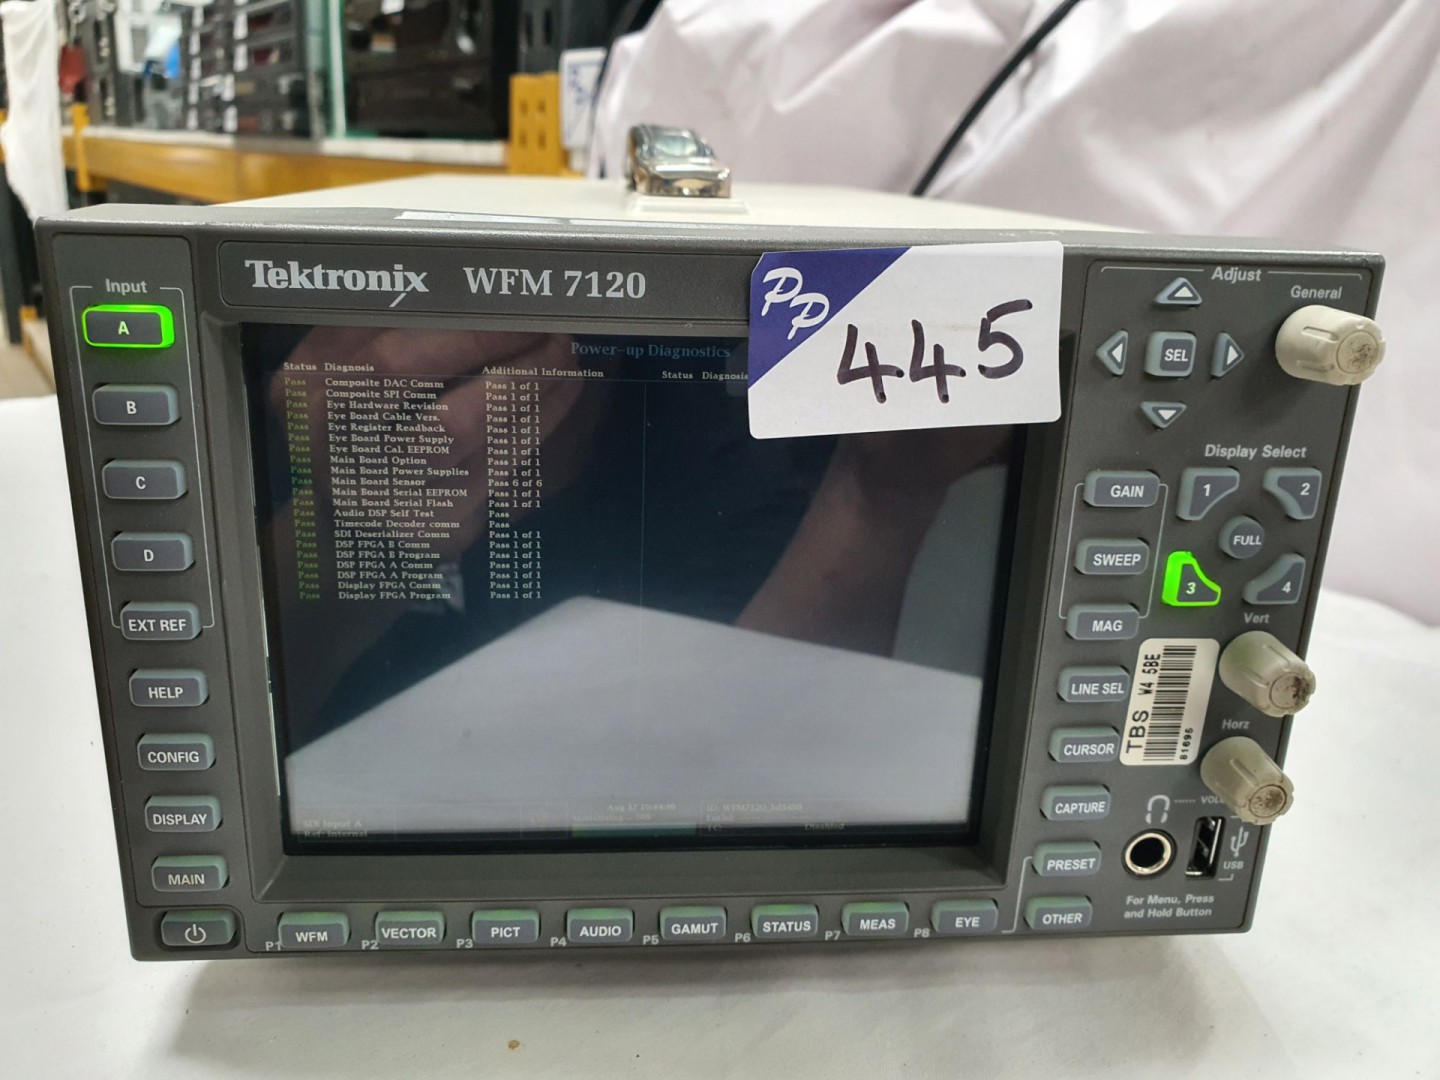 Tektronix WFM 7120
PP
445
Input
A
B
C
D
EXT REF
HELP
CONFIG
DISPLAY
MAIN
Power-up Diagnostics
Status Diagnosis Additional Information Status Diagnosis
Pass Composite DAC Comm Pass 1 of 1
Pass Composite SPI Comm Pass 1 of 1
Pass Eye Hardware Revision Pass 1 of 1
Pass Eye Board Cable Vers. Pass 1 of 1
Pass Eye Register Readback Pass 1 of 1
Pass Eye Board Power Supply Pass 1 of 1
Pass Eye Board Cal. EEPROM Pass 1 of 1
Pass Main Board Option Pass 1 of 1
Pass Main Board Power Supplies Pass 1 of 1
Pass Main Board Sensor Pass 6 of 6
Pass Main Board Serial EEPROM Pass 1 of 1
Pass Main Board Serial Flash Pass 1 of 1
Pass Audio DSP Self Test Pass
Pass Timecode Decoder comm Pass
Pass SDI Deserializer Comm Pass 1 of 1
Pass DSP FPGA B Comm Pass 1 of 1
Pass DSP FPGA B Program Pass 1 of 1
Pass DSP FPGA A Comm Pass 1 of 1
Pass DSP FPGA A Program Pass 1 of 1
Pass Display FPGA Comm Pass 1 of 1
Pass Display FPGA Program Pass 1 of 1
SDI Input A
Ref: Internal
Disabled
Adjust
General
SEL
Display Select
1
2
FULL
3
4
GAIN
SWEEP
MAG
LINE SEL
CURSOR
CAPTURE
PRESET
OTHER
Vert
Horz
TBS W4 5BE
81695
USB
For Menu, Press
and Hold Button
P1 WFM
P2 VECTOR
P3 PICT
P4 AUDIO
P5 GAMUT
P6 STATUS
P7 MEAS
P8 EYE